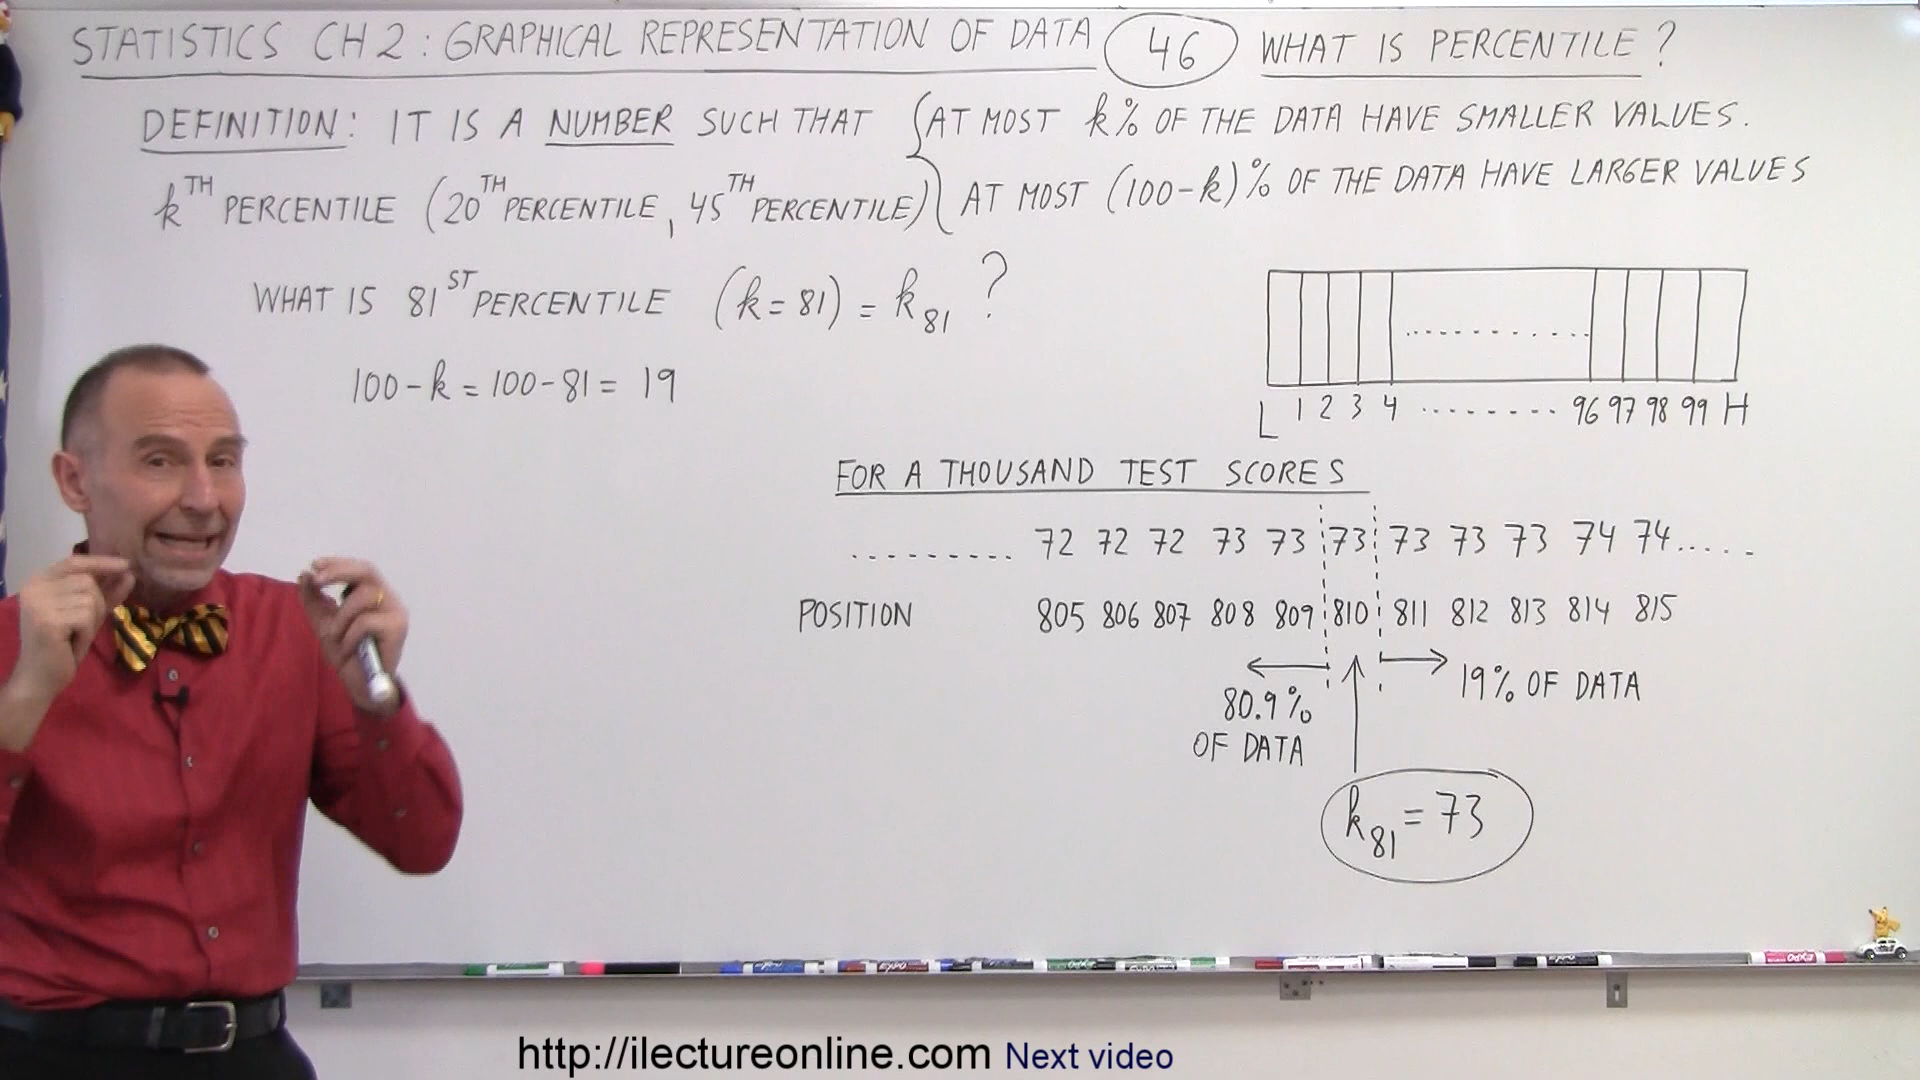 STATISTICS CH 2 : GRAPHICAL REPRESENTATION OF DATA 46 WHAT IS PERCENTILE ?
DEFINITION : IT IS A NUMBER SUCH THAT { AT MOST k% OF THE DATA HAVE SMALLER VALUES.
kTH PERCENTILE (20TH PERCENTILE, 45TH PERCENTILE) AT MOST (100-k)% OF THE DATA HAVE LARGER VALUES
WHAT IS 81ST PERCENTILE (k = 81) = k81 ?
100 - k = 100 - 81 = 19
L 1 2 3 4 ........ 96 97 98 99 H
FOR A THOUSAND TEST SCORES
......... 72 72 72 73 73 73 73 73 73 74 74.....
POSITION 805 806 807 808 809 810 811 812 813 814 815
80.9% OF DATA
19% OF DATA
k81 = 73
http://ilectureonline.com Next video